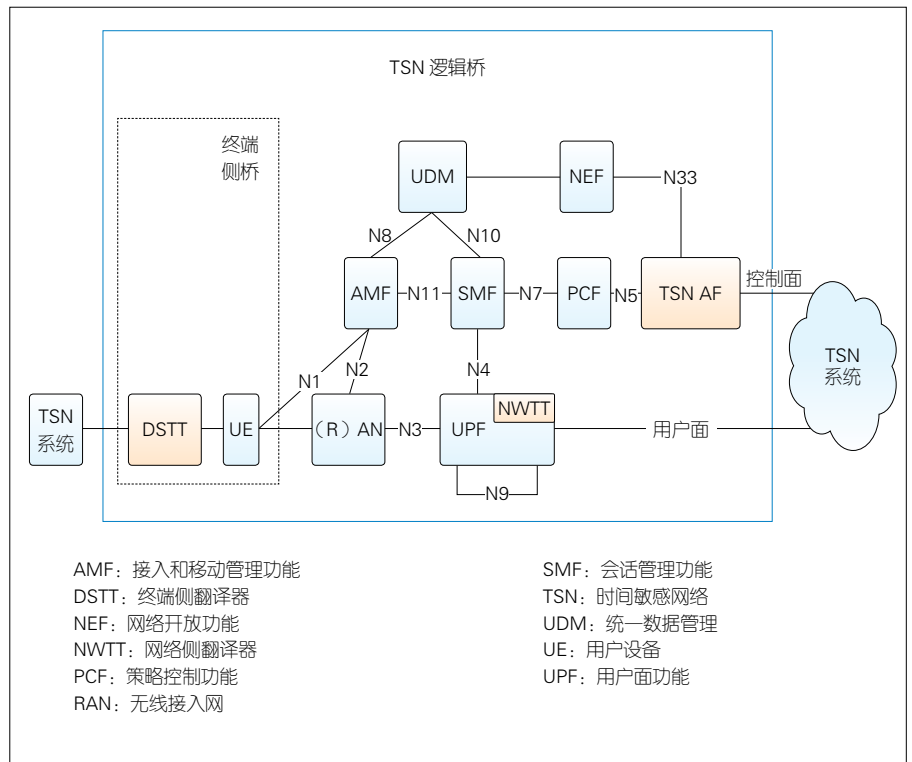 TSN 逻辑桥
终端
侧桥
UDM
NEF
N33
N8
N10
控制面
AMF
N11
SMF
N7
PCF
N5
TSN AF
TSN
系统
N1
N2
N4
NWTT
TSN
系统
DSTT
UE
(R) AN
N3
UPF
用户面
N9
AMF：接入和移动管理功能
DSTT：终端侧翻译器
NEF：网络开放功能
NWTT：网络侧翻译器
PCF：策略控制功能
RAN：无线接入网
SMF：会话管理功能
TSN：时间敏感网络
UDM：统一数据管理
UE：用户设备
UPF：用户面功能